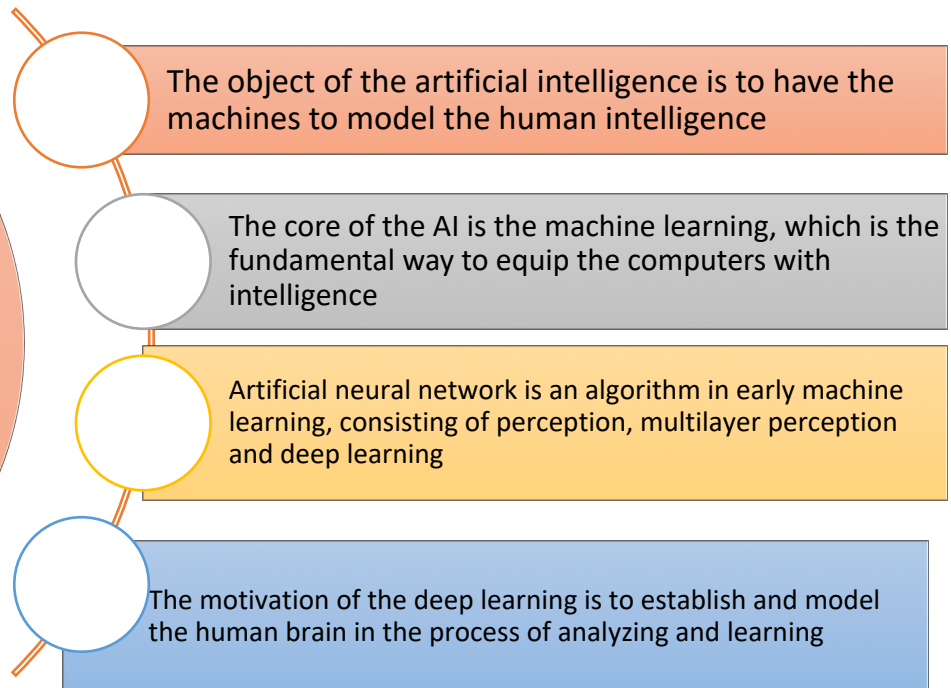 The object of the artificial intelligence is to have the
machines to model the human intelligence
The core of the AI is the machine learning, which is the
fundamental way to equip the computers with
intelligence
Artificial neural network is an algorithm in early machine
learning, consisting of perception, multilayer perception
and deep learning
The motivation of the deep learning is to establish and model
the human brain in the process of analyzing and learning